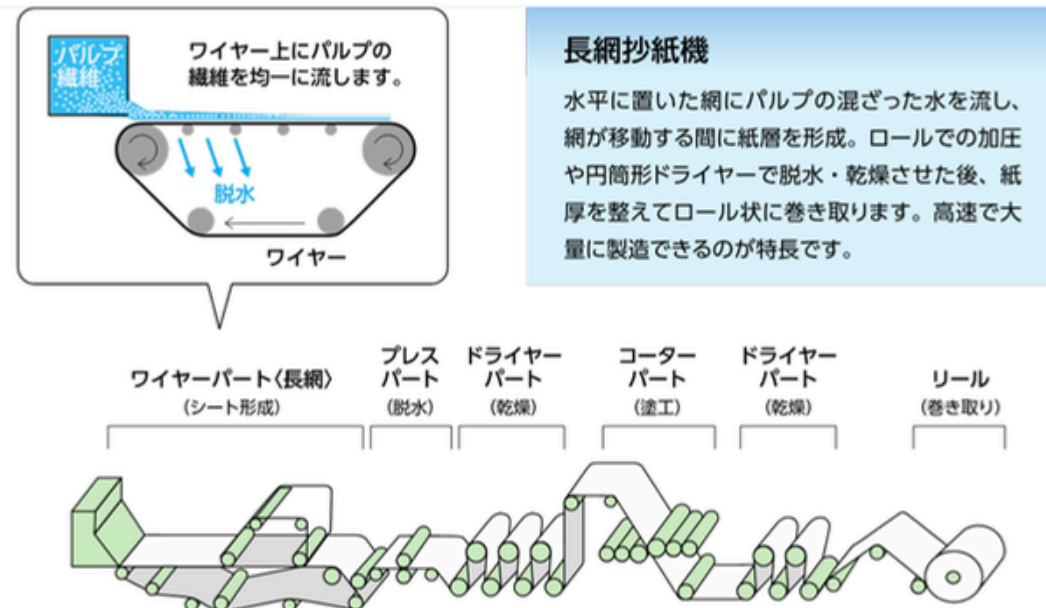 パルプ
繊維
ワイヤー上にパルプの
繊維を均一に流します。
脱水
ワイヤー
長網抄紙機
水平に置いた網にパルプの混ざった水を流し、
網が移動する間に紙層を形成。ロールでの加圧
や円筒形ドライヤーで脱水・乾燥させた後、紙
厚を整えてロール状に巻き取ります。高速で大
量に製造できるのが特長です。
ワイヤーパート〈長網〉
(シート形成)
プレス
パート
(脱水)
ドライヤー
パート
(乾燥)
コーター
パート
(塗工)
ドライヤー
パート
(乾燥)
リール
(巻き取り)